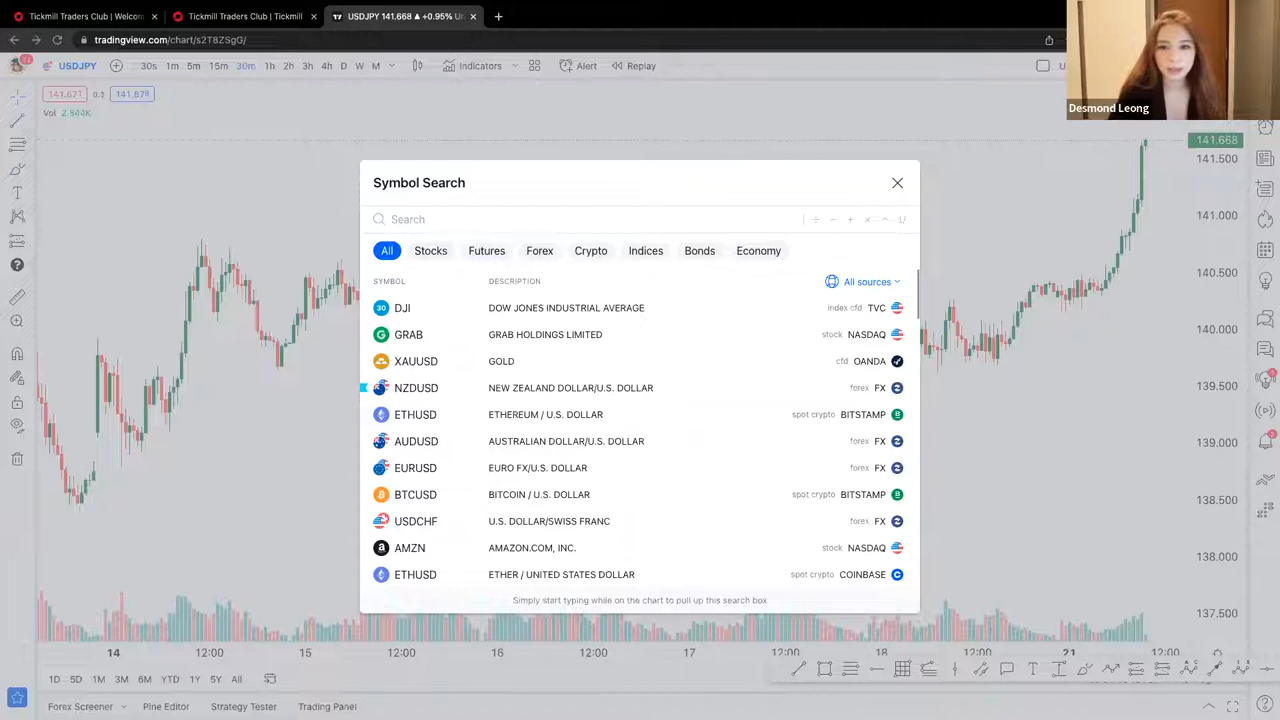 Tickmill Traders Club | Welcom
Tickmill Traders Club | Tickmill
USDJPY 141.668 ▲ +0.95% Un
tradingview.com/chart/s2T8ZSgG/
USDJPY
30s 1m 5m 15m 30m 1h 2h 3h 4h D W M
Indicators
Alert
Replay
Desmond Leong
141.671 0.7 141.678
Vol 2.844K
141.668
141.500
141.000
140.500
140.000
139.500
139.000
138.500
138.000
137.500
Symbol Search
Search
All Stocks Futures Forex Crypto Indices Bonds Economy
SYMBOL DESCRIPTION All sources
30 DJI DOW JONES INDUSTRIAL AVERAGE index cfd TVC
GRAB GRAB HOLDINGS LIMITED stock NASDAQ
XAUUSD GOLD cfd OANDA
NZDUSD NEW ZEALAND DOLLAR/U.S. DOLLAR forex FX
ETHUSD ETHEREUM / U.S. DOLLAR spot crypto BITSTAMP
AUDUSD AUSTRALIAN DOLLAR/U.S. DOLLAR forex FX
EURUSD EURO FX/U.S. DOLLAR forex FX
BTCUSD BITCOIN / U.S. DOLLAR spot crypto BITSTAMP
USDCHF U.S. DOLLAR/SWISS FRANC forex FX
AMZN AMAZON.COM, INC. stock NASDAQ
ETHUSD ETHER / UNITED STATES DOLLAR spot crypto COINBASE
Simply start typing while on the chart to pull up this search box
14 12:00 15 12:00 16 12:00 17 12:00 18 12:00 21 12:00
1D 5D 1M 3M 6M YTD 1Y 5Y All
Forex Screener Pine Editor Strategy Tester Trading Panel